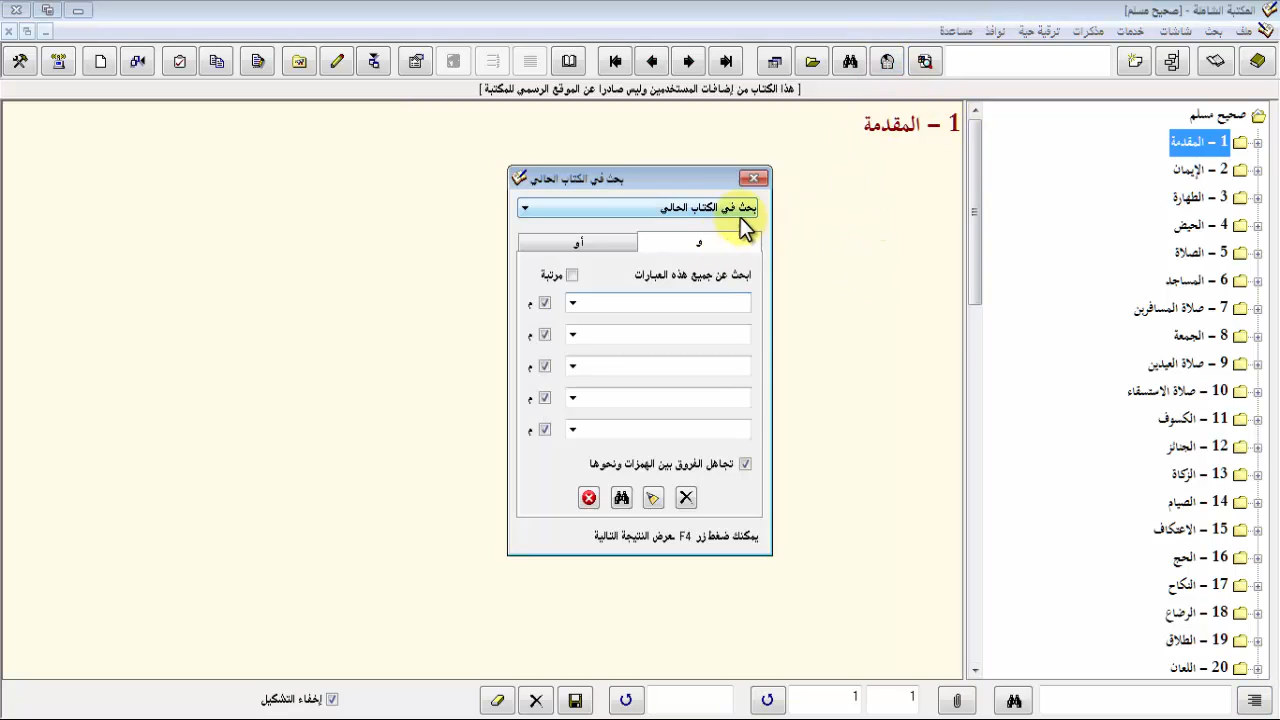 المكتبة الشاملة - [صحيح مسلم]
ملف بحث شاشات خدمات مذكرات ترقية حية نوافذ مساعدة
[ هذا الكتاب من إضافات المستخدمين وليس صادرا عن الموقع الرسمي للمكتبة ]
صحيح مسلم
1 - المقدمة
2 - الإيمان
3 - الطهارة
4 - الحيض
5 - الصلاة
6 - المساجد
7 - صلاة المسافرين
8 - الجمعة
9 - صلاة العيدين
10 - صلاة الاستسقاء
11 - الكسوف
12 - الجنائز
13 - الزكاة
14 - الصيام
15 - الاعتكاف
16 - الحج
17 - النكاح
18 - الرضاع
19 - الطلاق
20 - اللعان
1 - المقدمة
بحث في الكتاب الحالي
بحث في الكتاب الحالي
و أو
ابحث عن جميع هذه العبارات مرتبة
م
م
م
م
م
تجاهل الفروق بين الهمزات ونحوها
يمكنك ضغط زر F4 لعرض النتيجة التالية
1 1
إخفاء التشكيل